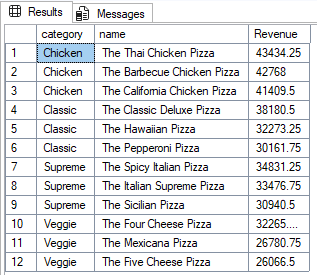 Results Messages
category name Revenue
1 Chicken The Thai Chicken Pizza 43434.25
2 Chicken The Barbecue Chicken Pizza 42768
3 Chicken The California Chicken Pizza 41409.5
4 Classic The Classic Deluxe Pizza 38180.5
5 Classic The Hawaiian Pizza 32273.25
6 Classic The Pepperoni Pizza 30161.75
7 Supreme The Spicy Italian Pizza 34831.25
8 Supreme The Italian Supreme Pizza 33476.75
9 Supreme The Sicilian Pizza 30940.5
10 Veggie The Four Cheese Pizza 32265....
11 Veggie The Mexicana Pizza 26780.75
12 Veggie The Five Cheese Pizza 26066.5